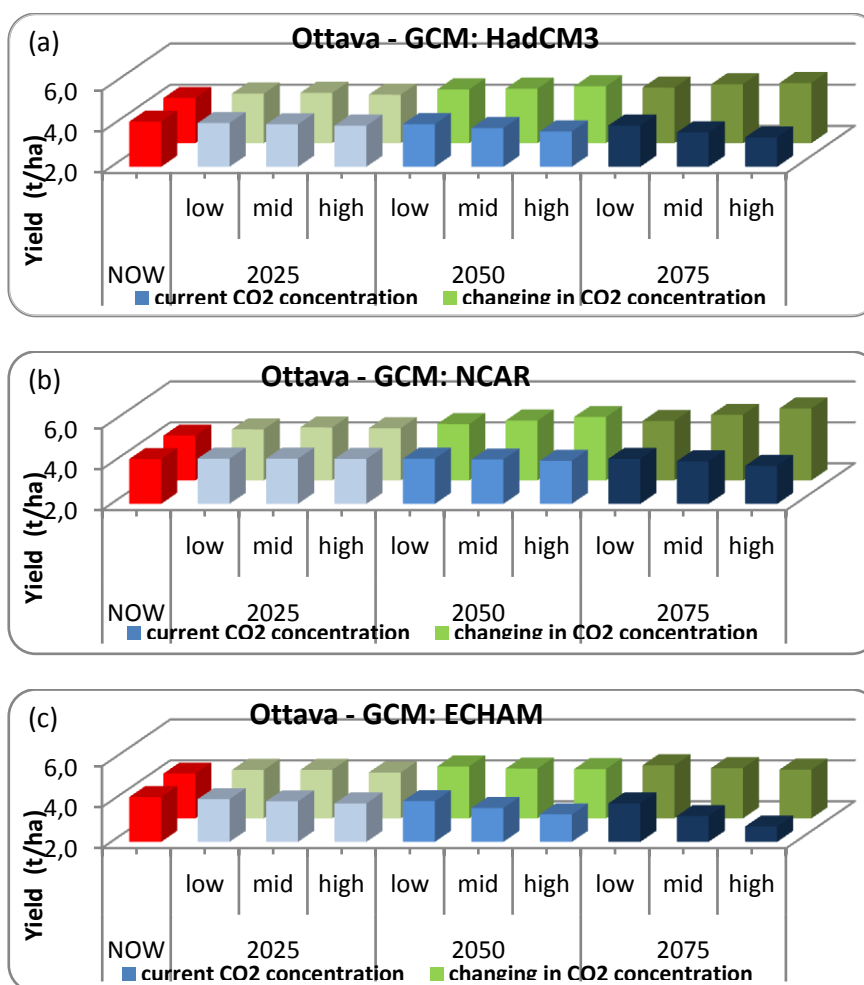 (a)
Ottava - GCM: HadCM3
6,0
4,0
2,0
Yield (t/ha)
low mid high low mid high low mid high
NOW 2025 2050 2075
current CO2 concentration changing in CO2 concentration
(b)
Ottava - GCM: NCAR
6,0
4,0
2,0
Yield (t/ha)
low mid high low mid high low mid high
NOW 2025 2050 2075
current CO2 concentration changing in CO2 concentration
(c)
Ottava - GCM: ECHAM
6,0
4,0
2,0
Yield (t/ha)
low mid high low mid high low mid high
NOW 2025 2050 2075
current CO2 concentration changing in CO2 concentration